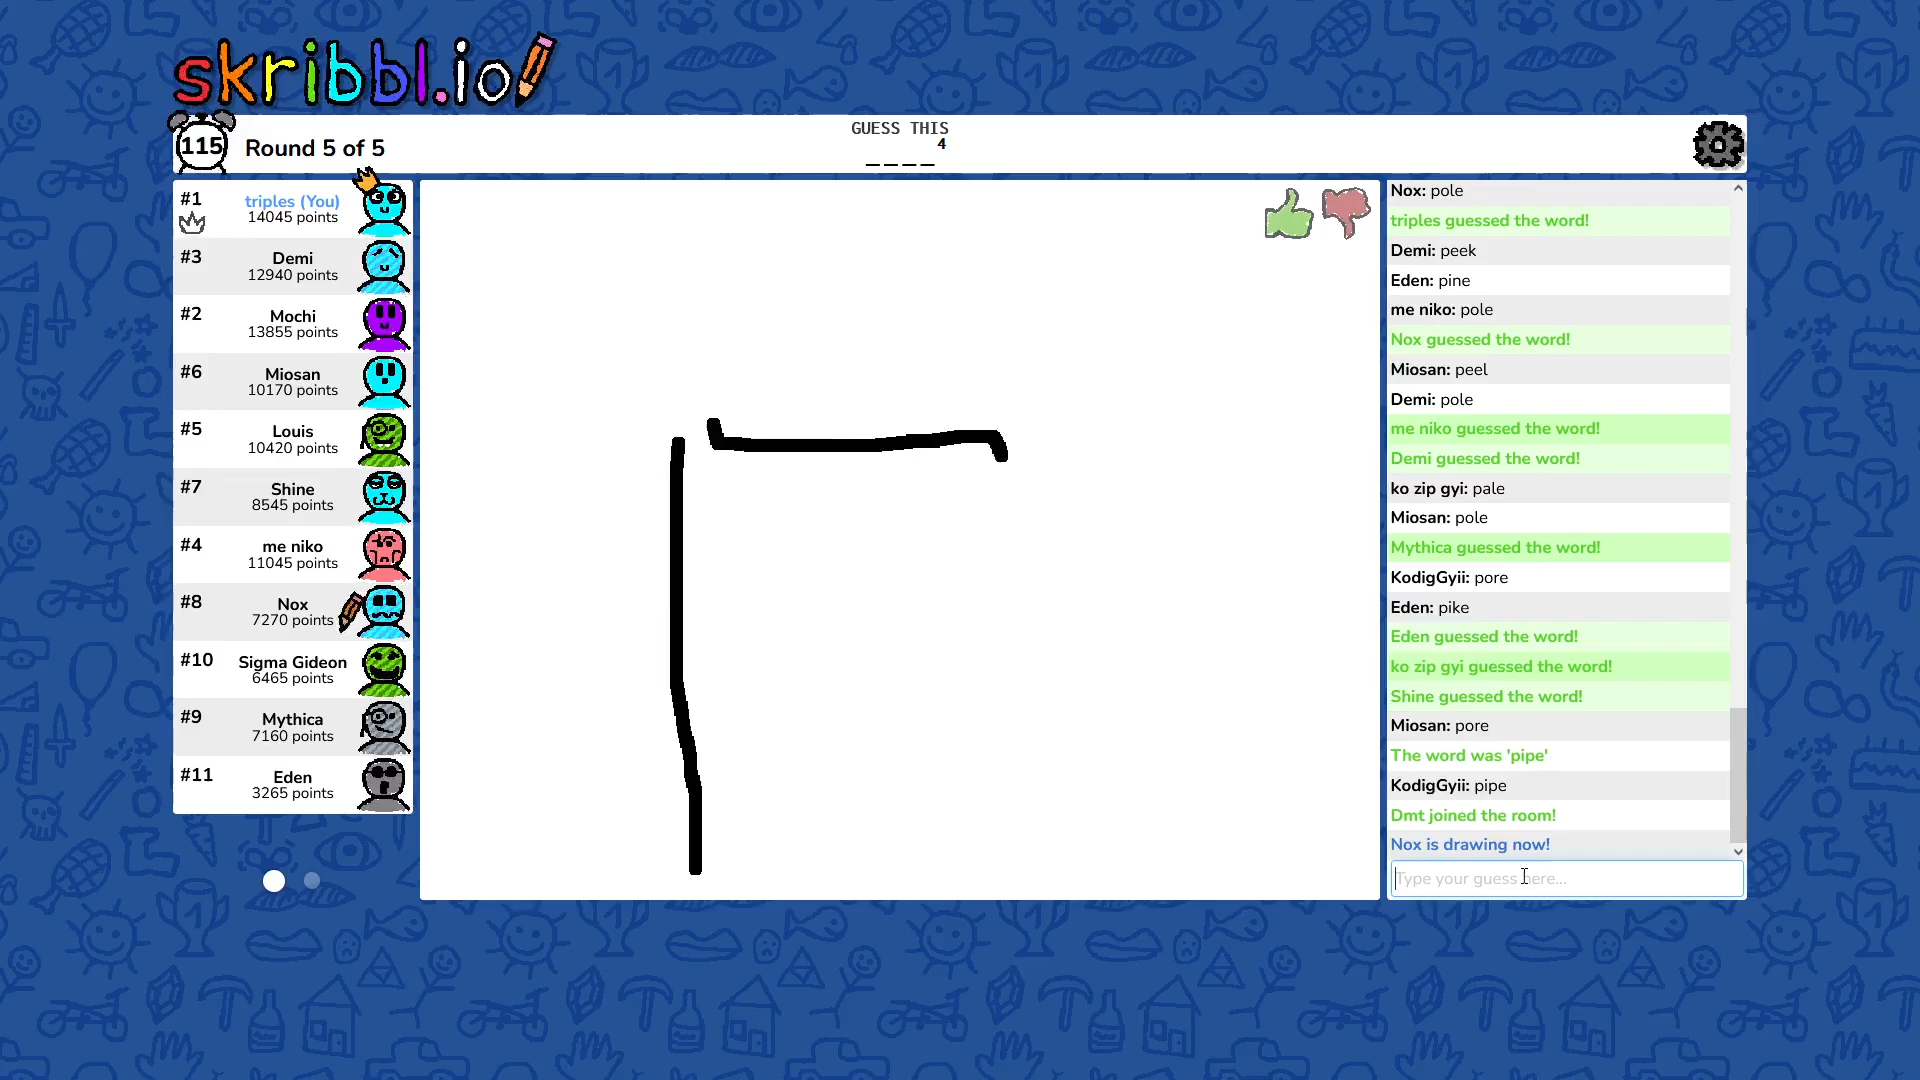 skribbl.io
115
Round 5 of 5
GUESS THIS
4
_ _ _ _
#1
triples (You)
14045 points
#3
Demi
12940 points
#2
Mochi
13855 points
#6
Miosan
10170 points
#5
Louis
10420 points
#7
Shine
8545 points
#4
me niko
11045 points
#8
Nox
7270 points
#10
Sigma Gideon
6465 points
#9
Mythica
7160 points
#11
Eden
3265 points
Nox: pole
triples guessed the word!
Demi: peek
Eden: pine
me niko: pole
Nox guessed the word!
Miosan: peel
Demi: pole
me niko guessed the word!
Demi guessed the word!
ko zip gyi: pale
Miosan: pole
Mythica guessed the word!
KodigGyii: pore
Eden: pike
Eden guessed the word!
ko zip gyi guessed the word!
Shine guessed the word!
Miosan: pore
The word was 'pipe'
KodigGyii: pipe
Dmt joined the room!
Nox is drawing now!
Type your guess here...